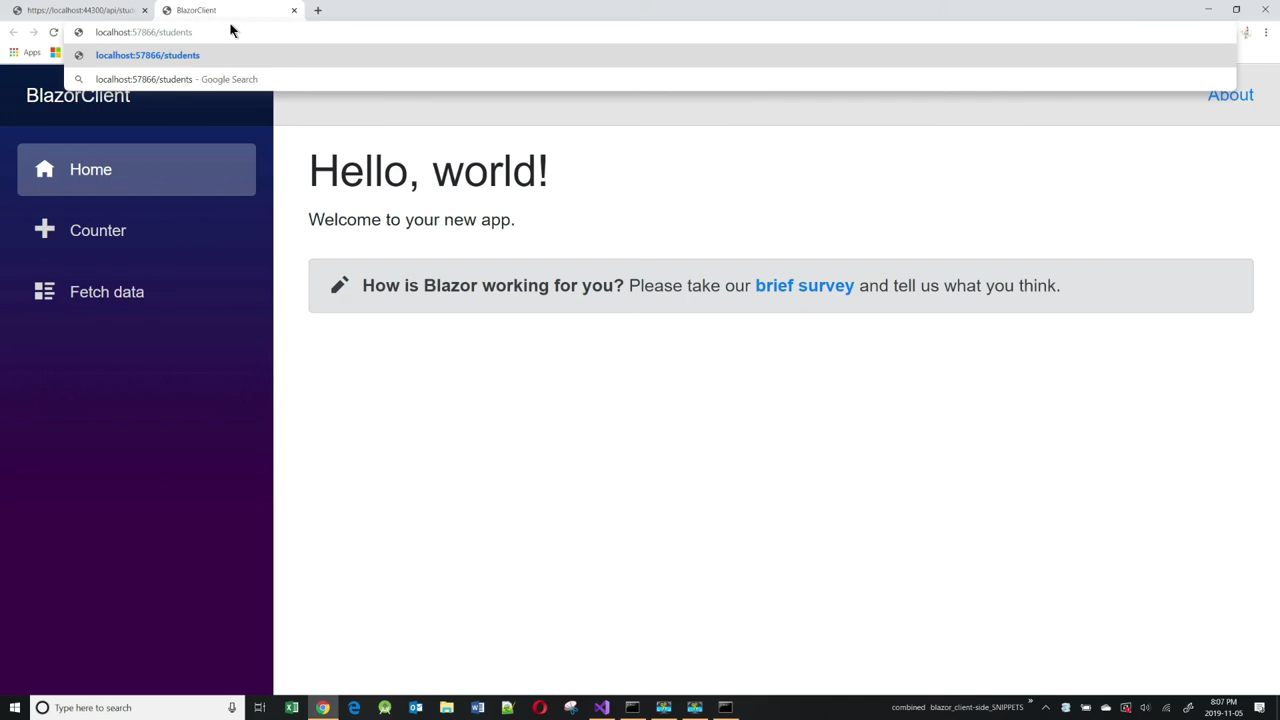 https://localhost:44300/api/stud
BlazorClient
localhost:57866/students
localhost:57866/students
localhost:57866/students - Google Search
Apps
BlazorClient
About
Home
Counter
Fetch data
Hello, world!
Welcome to your new app.
How is Blazor working for you? Please take our brief survey and tell us what you think.
Type here to search
combined blazor_client-side_SNIPPETS
8:07 PM
2019-11-05